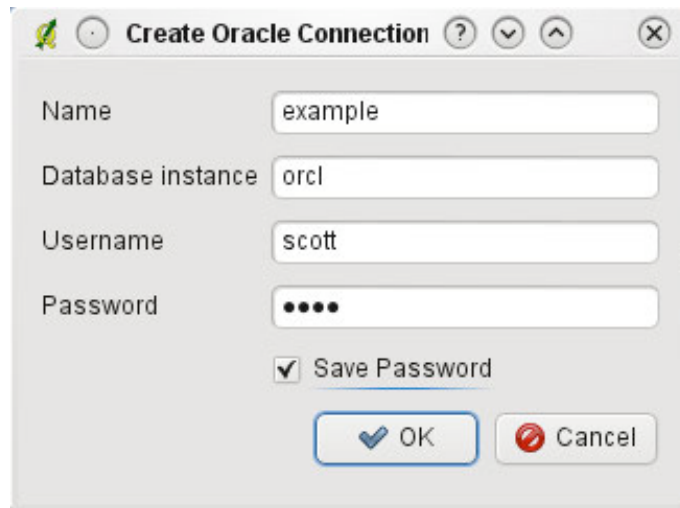 Create Oracle Connection
Name example
Database instance orcl
Username scott
Password ••••
Save Password
OK Cancel